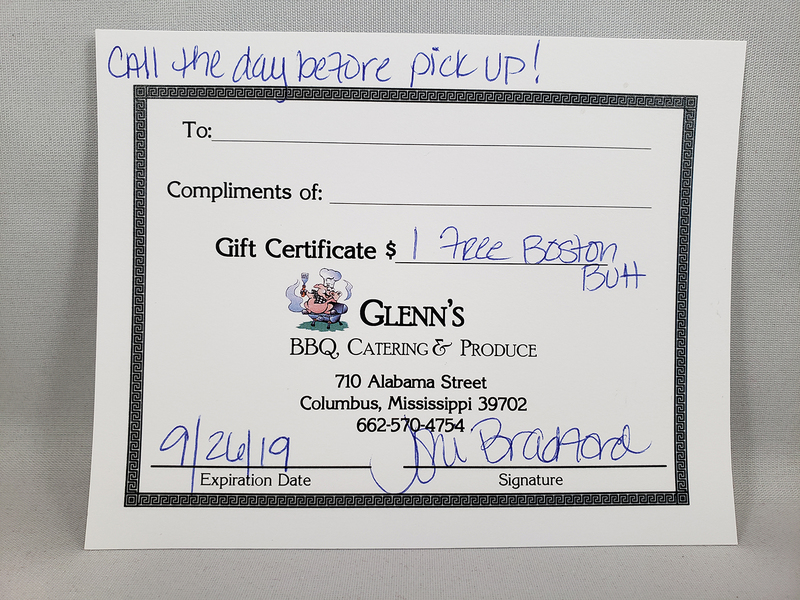 CAll the day before pick up!
To:
Compliments of:
Gift Certificate $ 1 Free Boston
Butt
GLENN'S
BBQ, CATERING & PRODUCE
710 Alabama Street
Columbus, Mississippi 39702
662-570-4754
9/26/19 Bradford
Expiration Date Signature